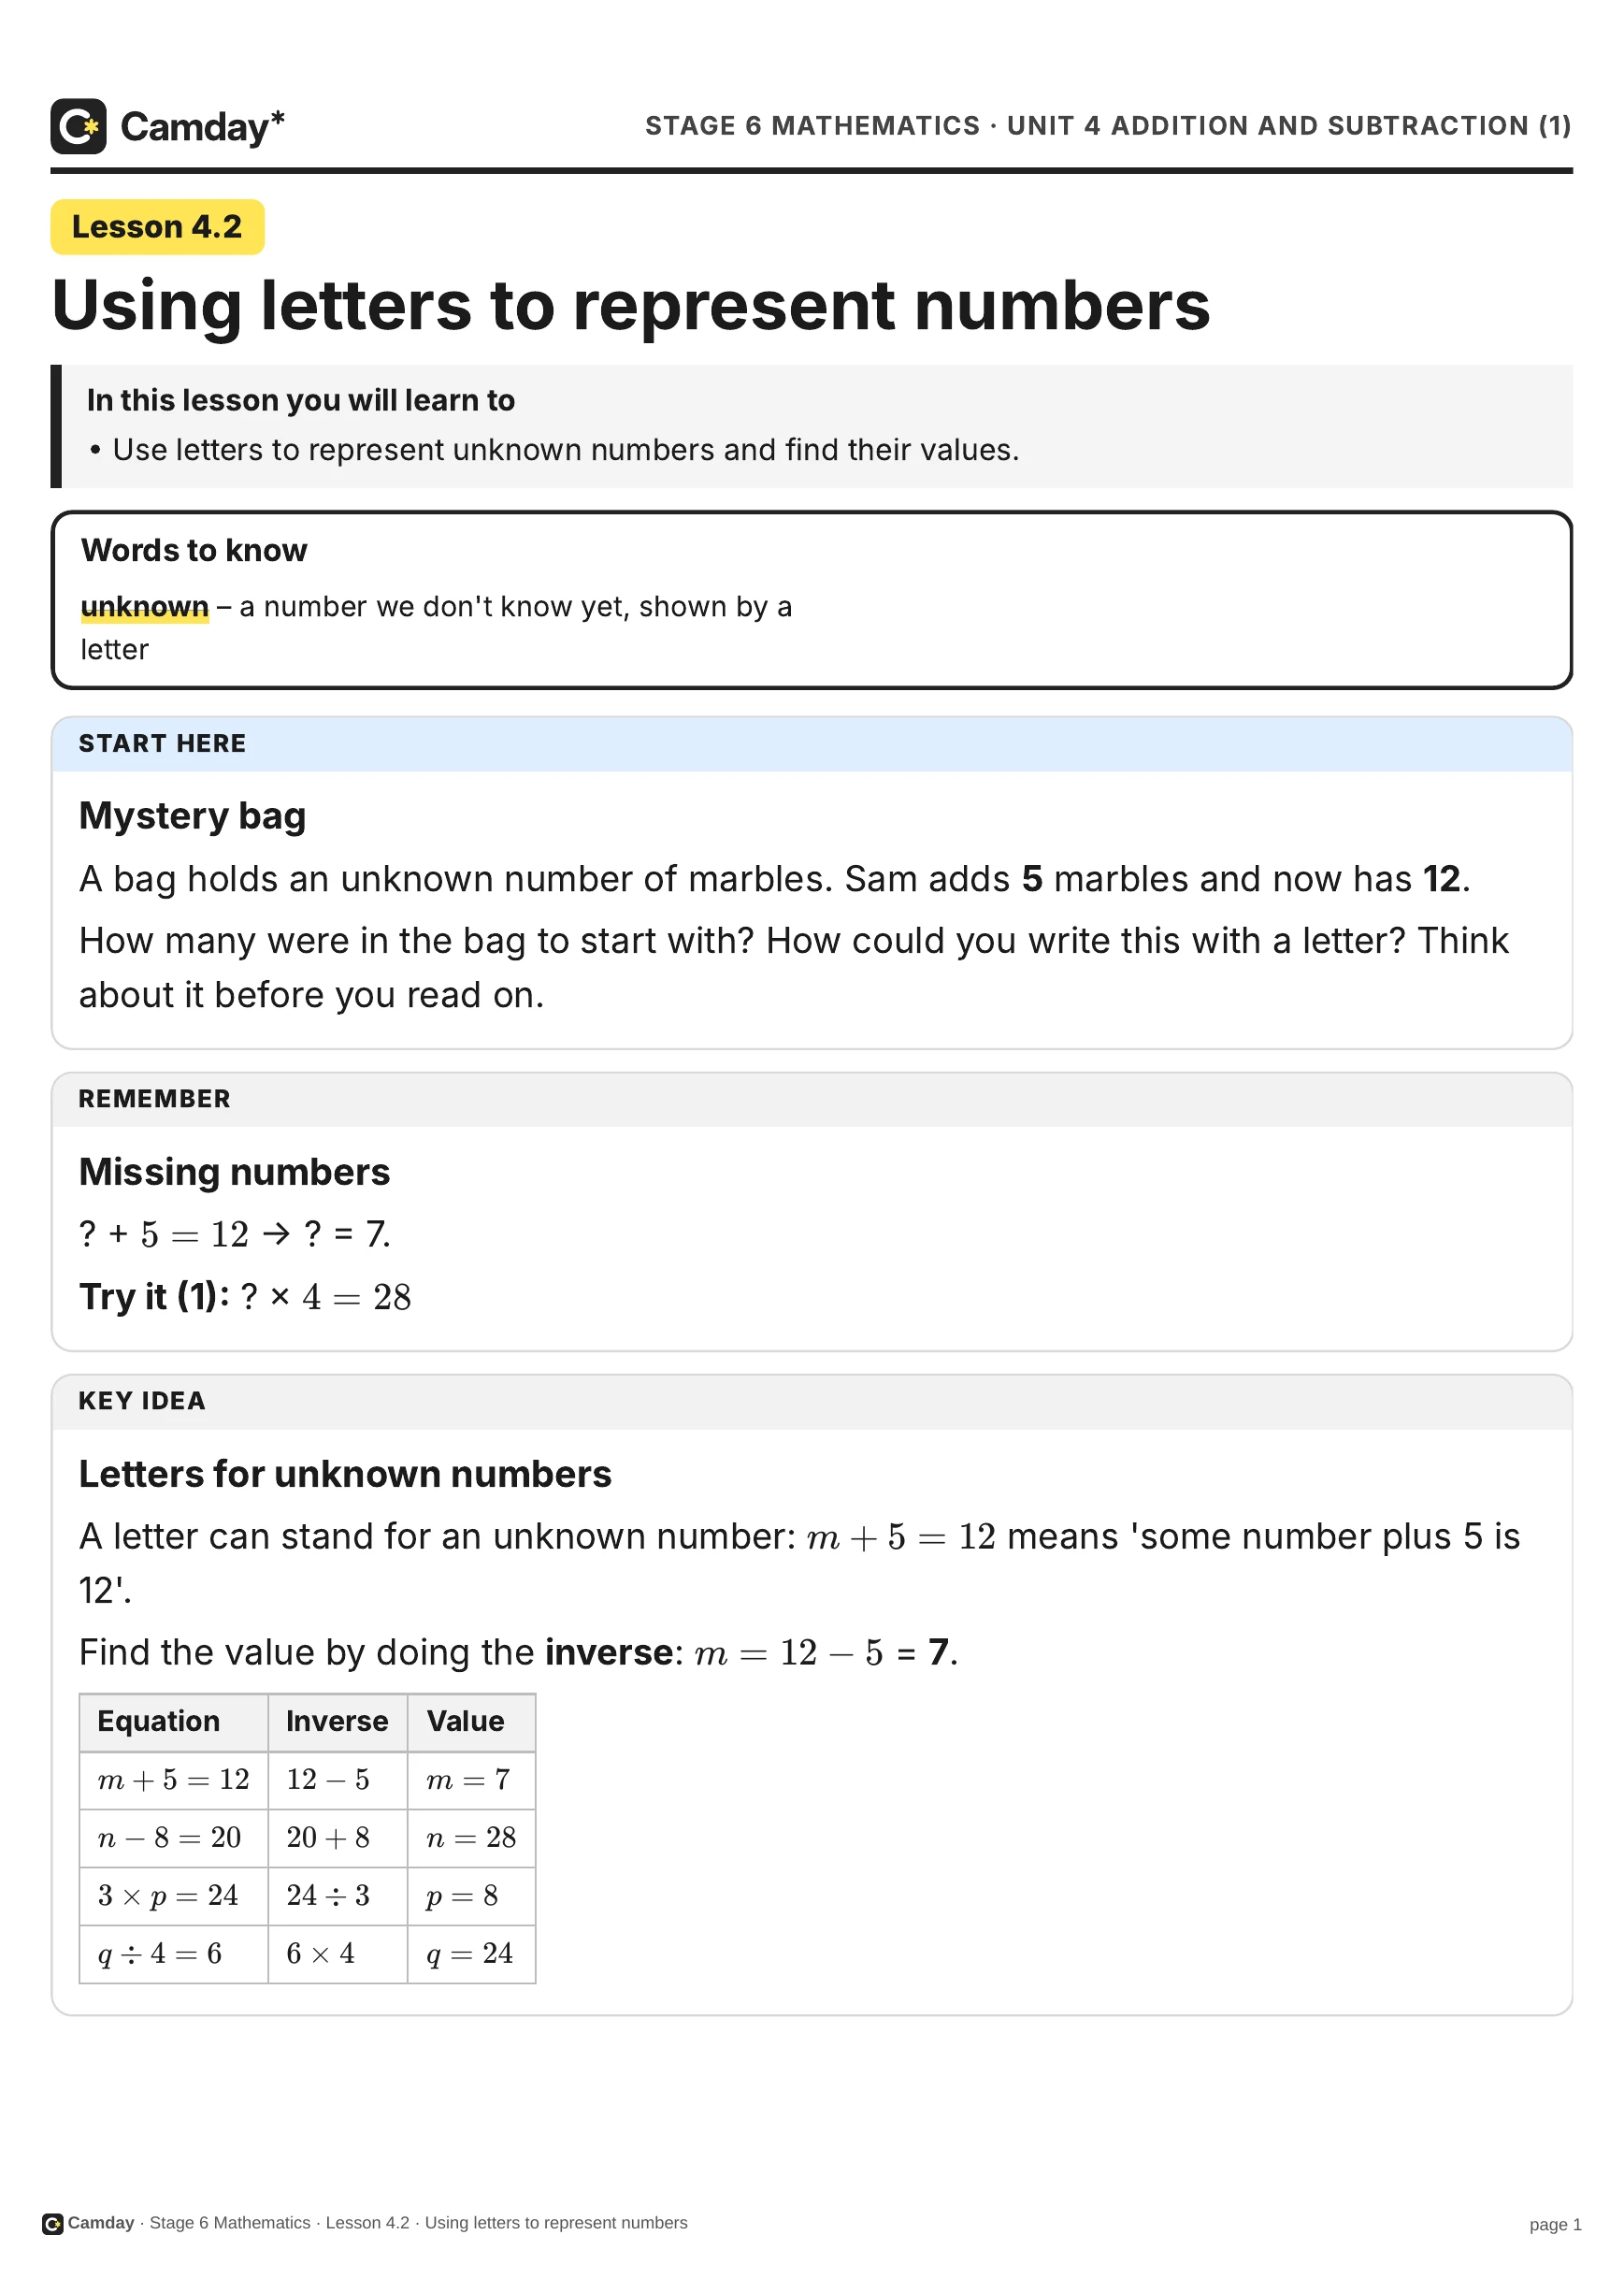 Camday*
STAGE 6 MATHEMATICS · UNIT 4 ADDITION AND SUBTRACTION (1)
Lesson 4.2
Using letters to represent numbers
In this lesson you will learn to
• Use letters to represent unknown numbers and find their values.
Words to know
unknown – a number we don't know yet, shown by a
letter
START HERE
Mystery bag
A bag holds an unknown number of marbles. Sam adds 5 marbles and now has 12.
How many were in the bag to start with? How could you write this with a letter? Think
about it before you read on.
REMEMBER
Missing numbers
? + 5 = 12 → ? = 7.
Try it (1): ? × 4 = 28
KEY IDEA
Letters for unknown numbers
A letter can stand for an unknown number: m + 5 = 12 means 'some number plus 5 is
12'.
Find the value by doing the inverse: m = 12 − 5 = 7.
Equation Inverse Value
m + 5 = 12 12 − 5 m = 7
n − 8 = 20 20 + 8 n = 28
3 × p = 24 24 ÷ 3 p = 8
q ÷ 4 = 6 6 × 4 q = 24
Camday · Stage 6 Mathematics · Lesson 4.2 · Using letters to represent numbers
page 1